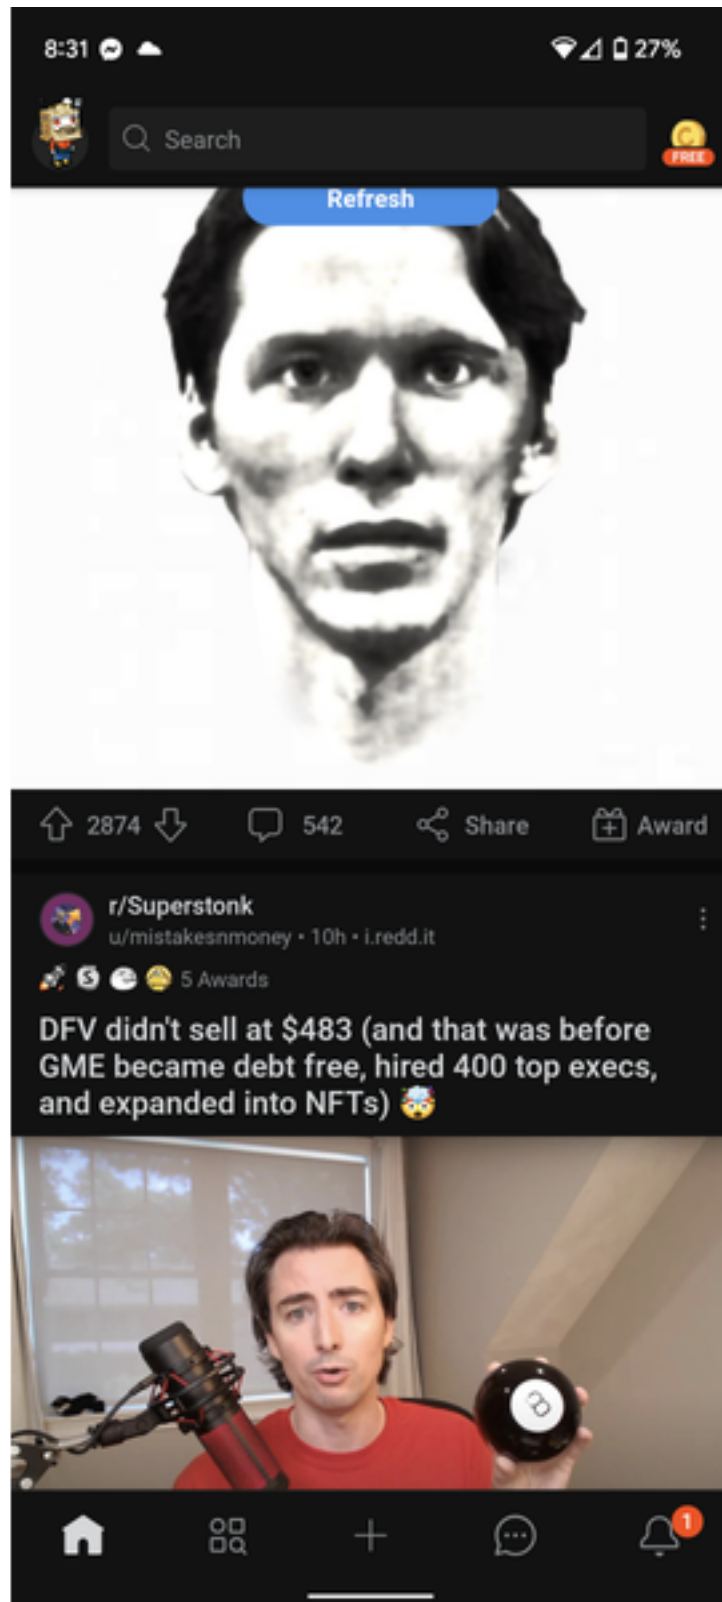 8:31 27%
Search
FREE
Refresh
2874 542 Share Award
r/Superstonk
u/mistakesnmoney • 10h • i.redd.it
5 Awards
DFV didn't sell at $483 (and that was before
GME became debt free, hired 400 top execs,
and expanded into NFTs) 🤯
8
1